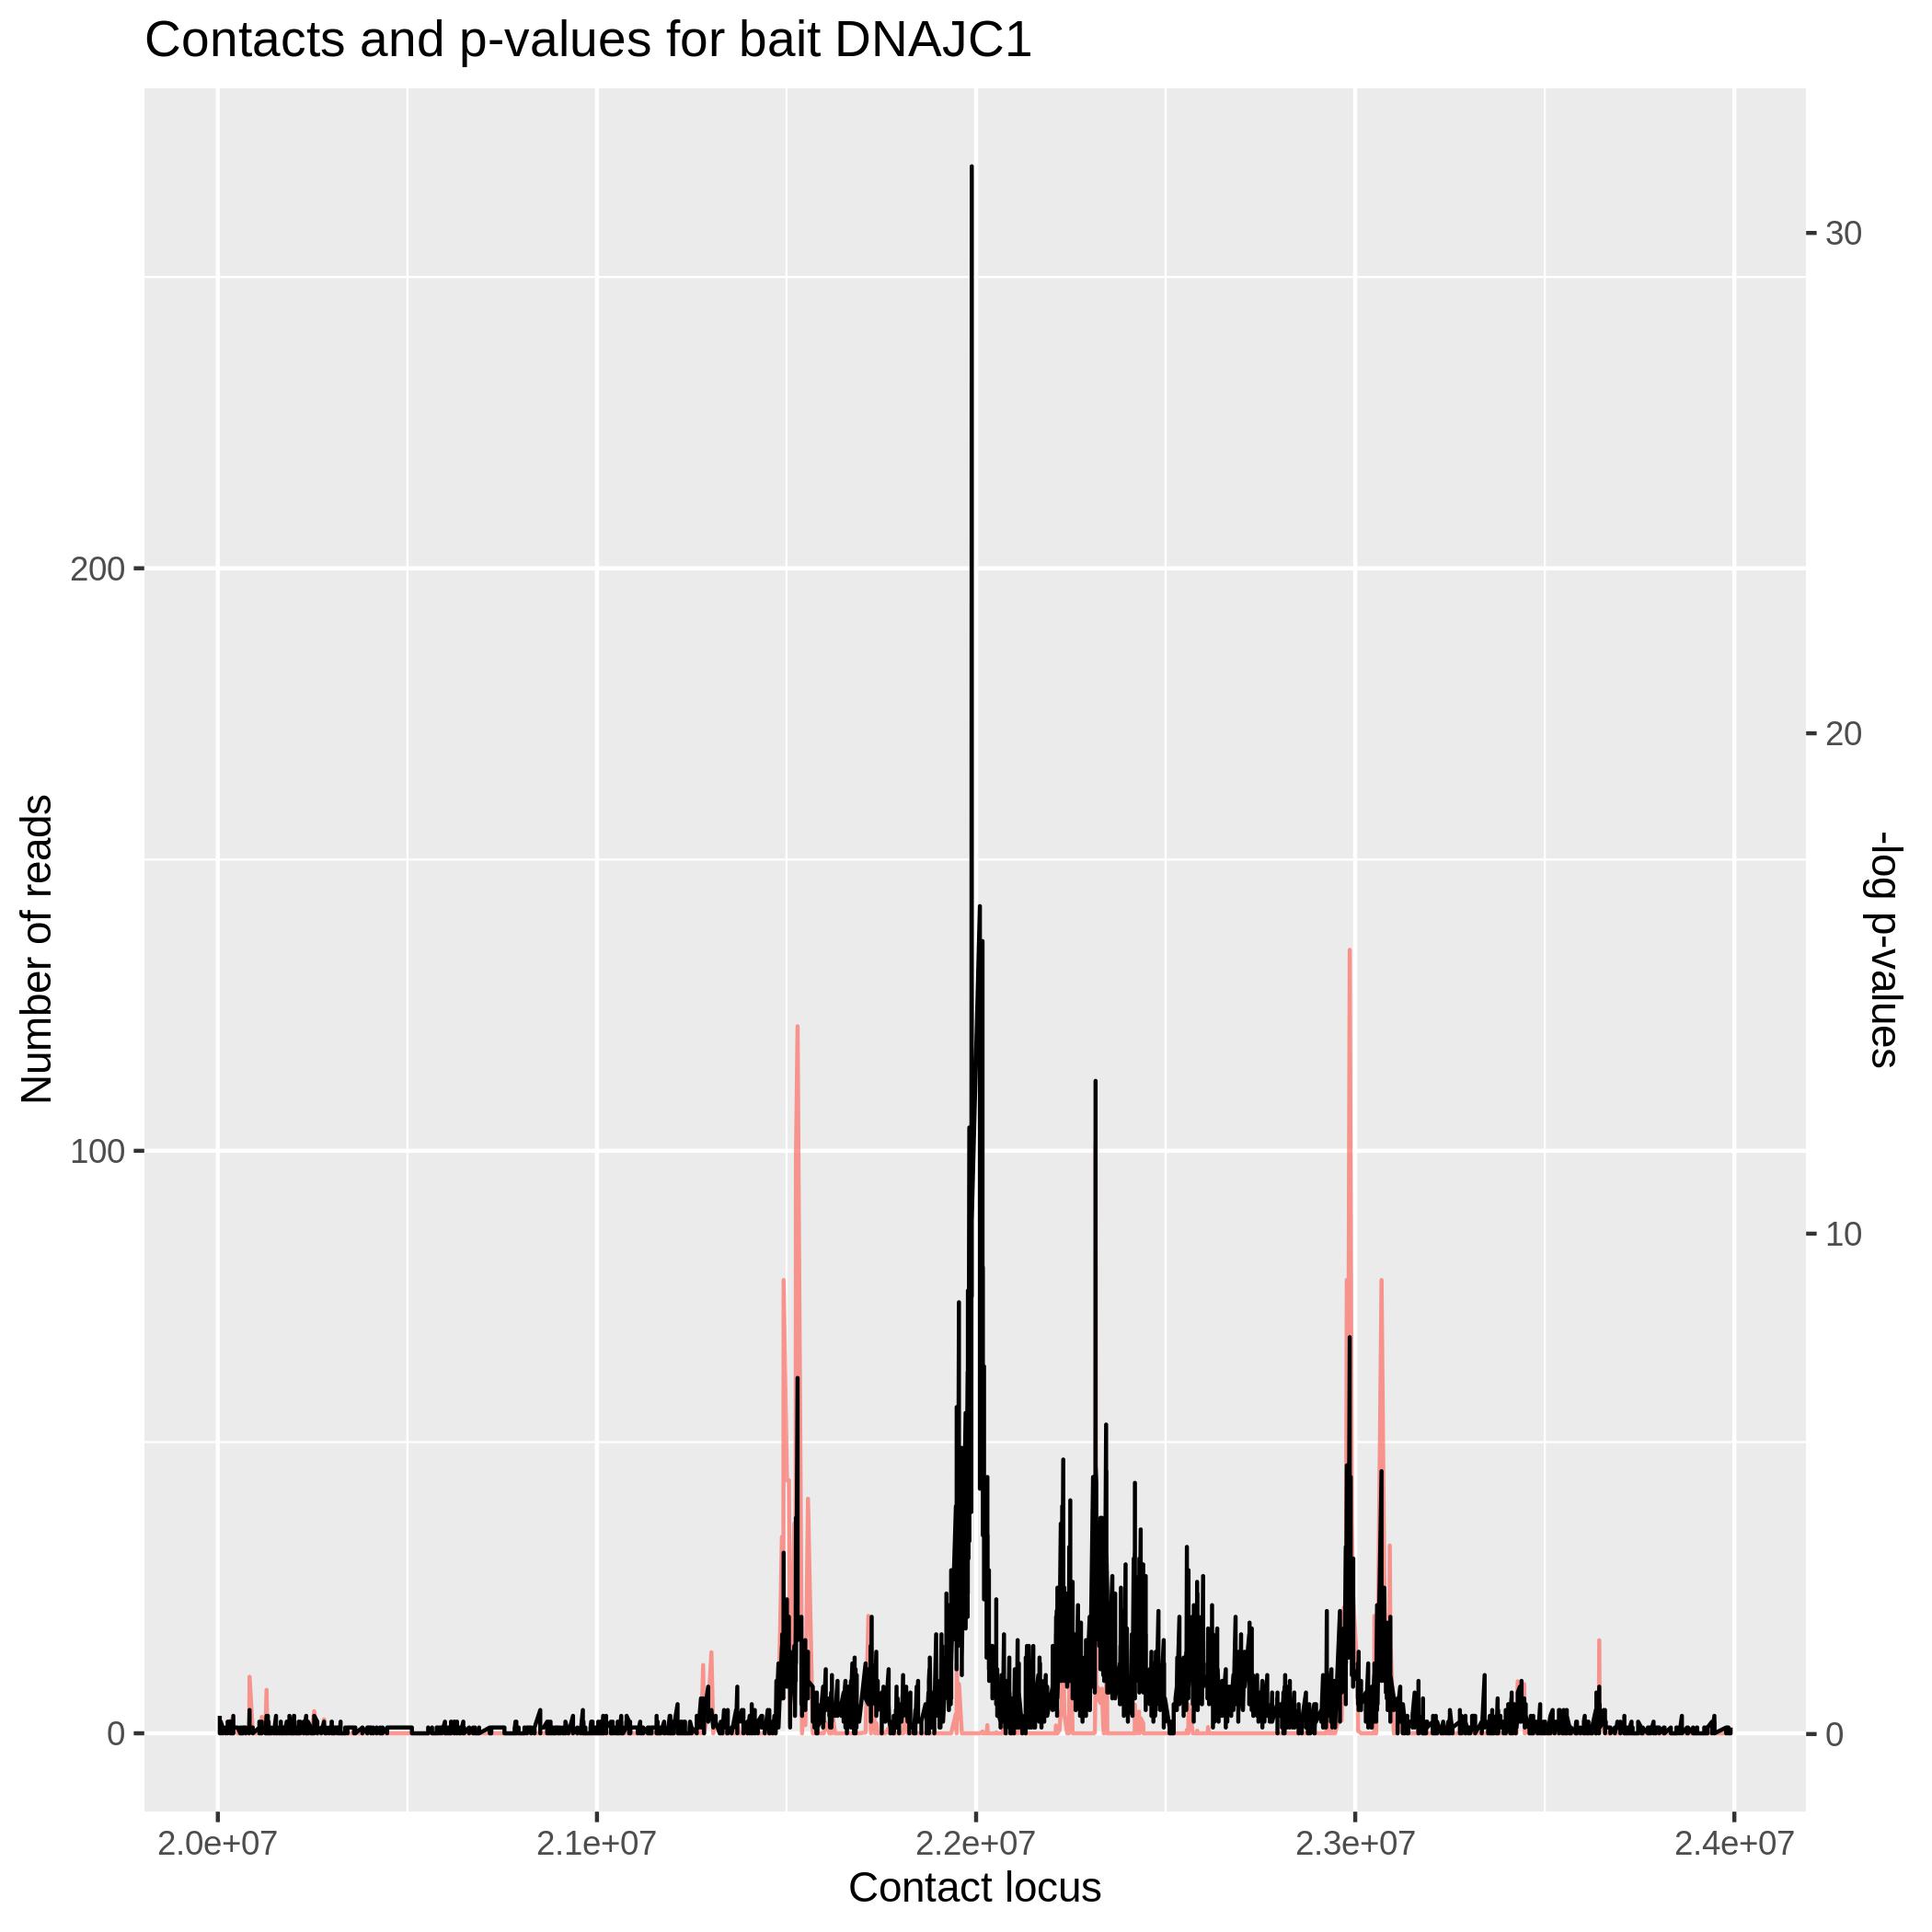 Contacts and p-values for bait DNAJC1
30
200
20
Number of reads
-log p-values
100
10
0
0
2.0e+07
2.1e+07
2.2e+07
2.3e+07
2.4e+07
Contact locus